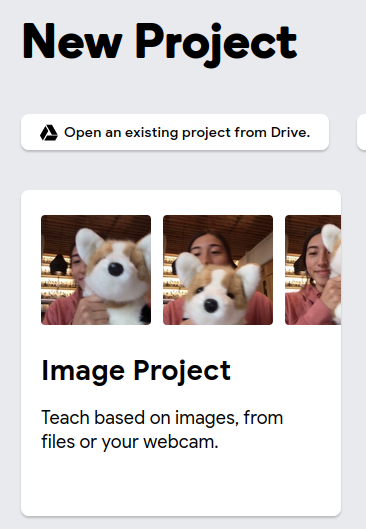 New Project
Open an existing project from Drive.
Image Project
Teach based on images, from
files or your webcam.